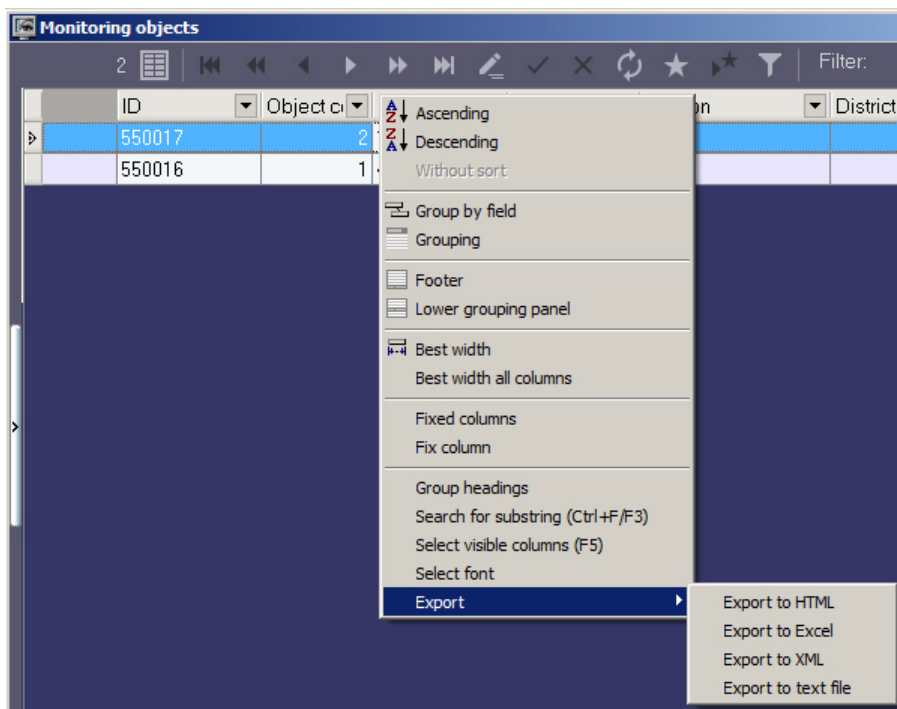 Monitoring objects
2 Filter:
ID Object c on District
550017 2
550016 1
Ascending
Descending
Without sort
Group by field
Grouping
Footer
Lower grouping panel
Best width
Best width all columns
Fixed columns
Fix column
Group headings
Search for substring (Ctrl+F/F3)
Select visible columns (F5)
Select font
Export
Export to HTML
Export to Excel
Export to XML
Export to text file